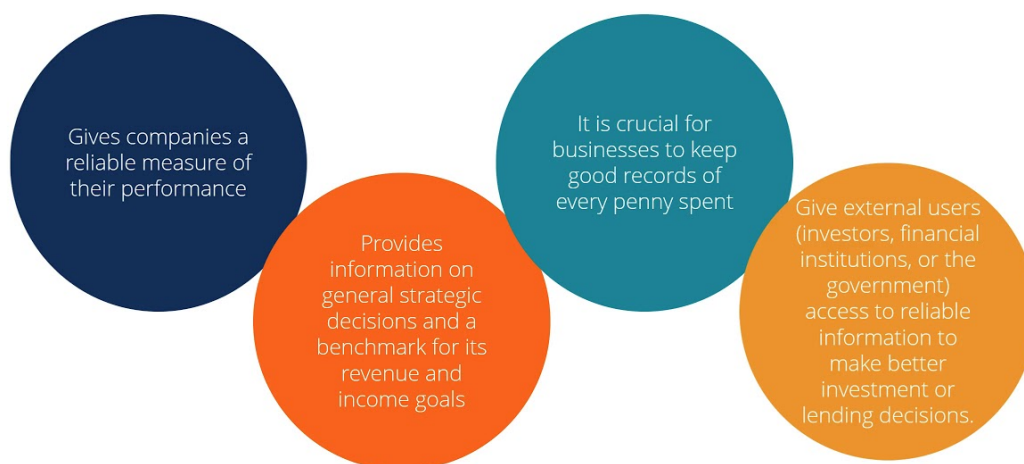 Gives companies a
reliable measure of
their performance
Provides
information on
general strategic
decisions and a
benchmark for its
revenue and
income goals
It is crucial for
businesses to keep
good records of
every penny spent
Give external users
(investors, financial
institutions, or the
government)
access to reliable
information to
make better
investment or
lending decisions.